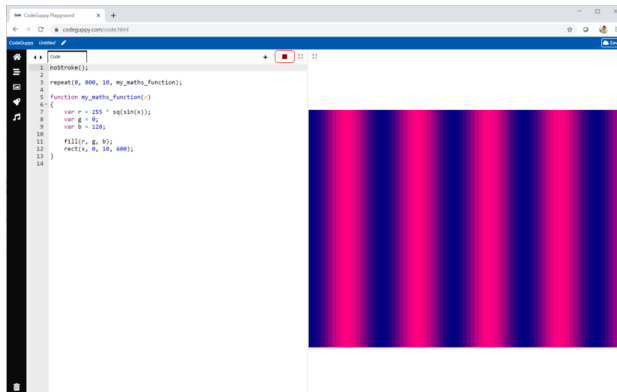 CodeGuppy Playground
codeguppy.com/code.html
CodeGuppy Untitled
Code
1 noStroke();
2
3 repeat(0, 800, 10, my_maths_function);
4
5 function my_maths_function(x)
6 {
7 var r = 255 * sq(sin(x));
8 var g = 0;
9 var b = 128;
10
11 fill(r, g, b);
12 rect(x, 0, 10, 600);
13 }
14